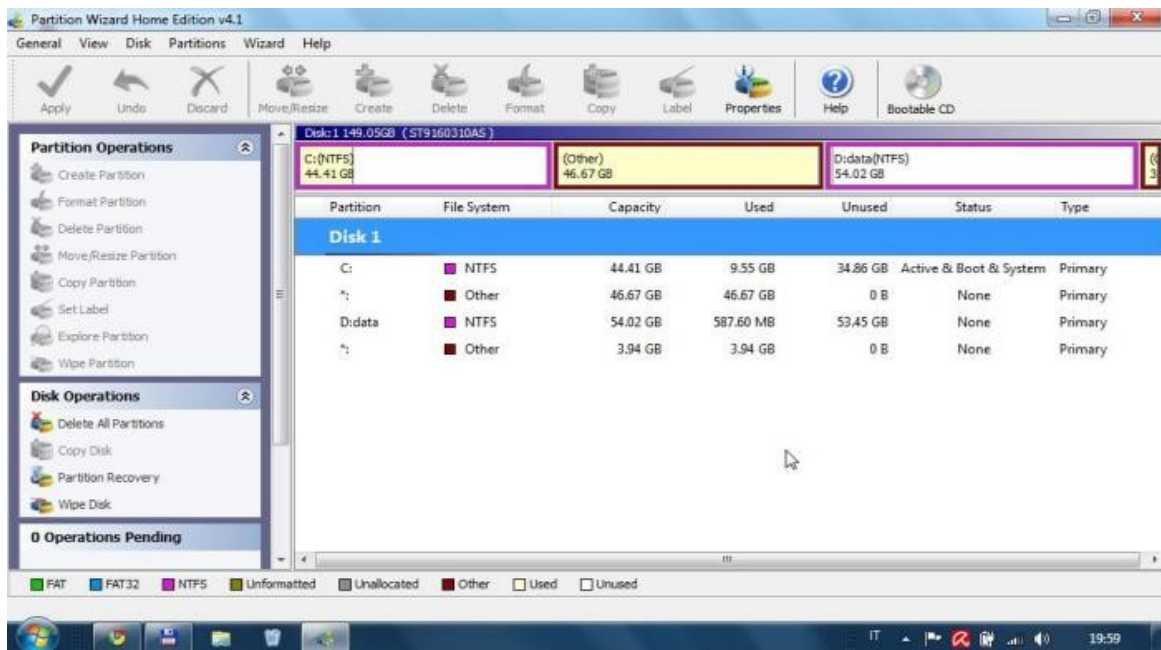 Partition Wizard Home Edition v4.1
General View Disk Partitions Wizard Help
Apply Undo Discard Move/Resize Create Delete Format Copy Label Properties Help Bootable CD
Partition Operations
Create Partition
Format Partition
Delete Partition
Move/Resize Partition
Copy Partition
Set Label
Explore Partition
Wipe Partition
Disk Operations
Delete All Partitions
Copy Disk
Partition Recovery
Wipe Disk
0 Operations Pending
Disk:1 149.05GB (ST9160310AS)
C:(NTFS) (Other) D:data(NTFS) (
44.41 GB 46.67 GB 54.02 GB 3
Partition File System Capacity Used Unused Status Type
Disk 1
C: NTFS 44.41 GB 9.55 GB 34.86 GB Active & Boot & System Primary
*: Other 46.67 GB 46.67 GB 0 B None Primary
D:data NTFS 54.02 GB 587.60 MB 53.45 GB None Primary
*: Other 3.94 GB 3.94 GB 0 B None Primary
FAT FAT32 NTFS Unformatted Unallocated Other Used Unused
IT 19:59